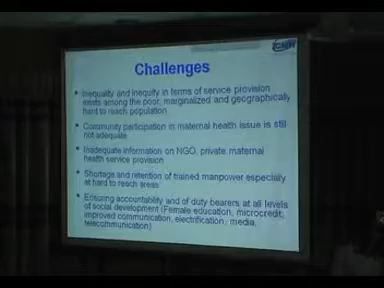 Challenges
Inequality and inequity in terms of service provision
exists among the poor, marginalized and geographically
hard to reach population
Community participation in maternal health issue is still
not adequate
Inadequate information on NGO, private maternal
health service provision
Shortage and retention of trained manpower especially
at hard to reach areas
Ensuring accountability and of duty bearers at all levels
of social development (Female education, microcredit,
improved communication, electrification, media,
telecommunication)